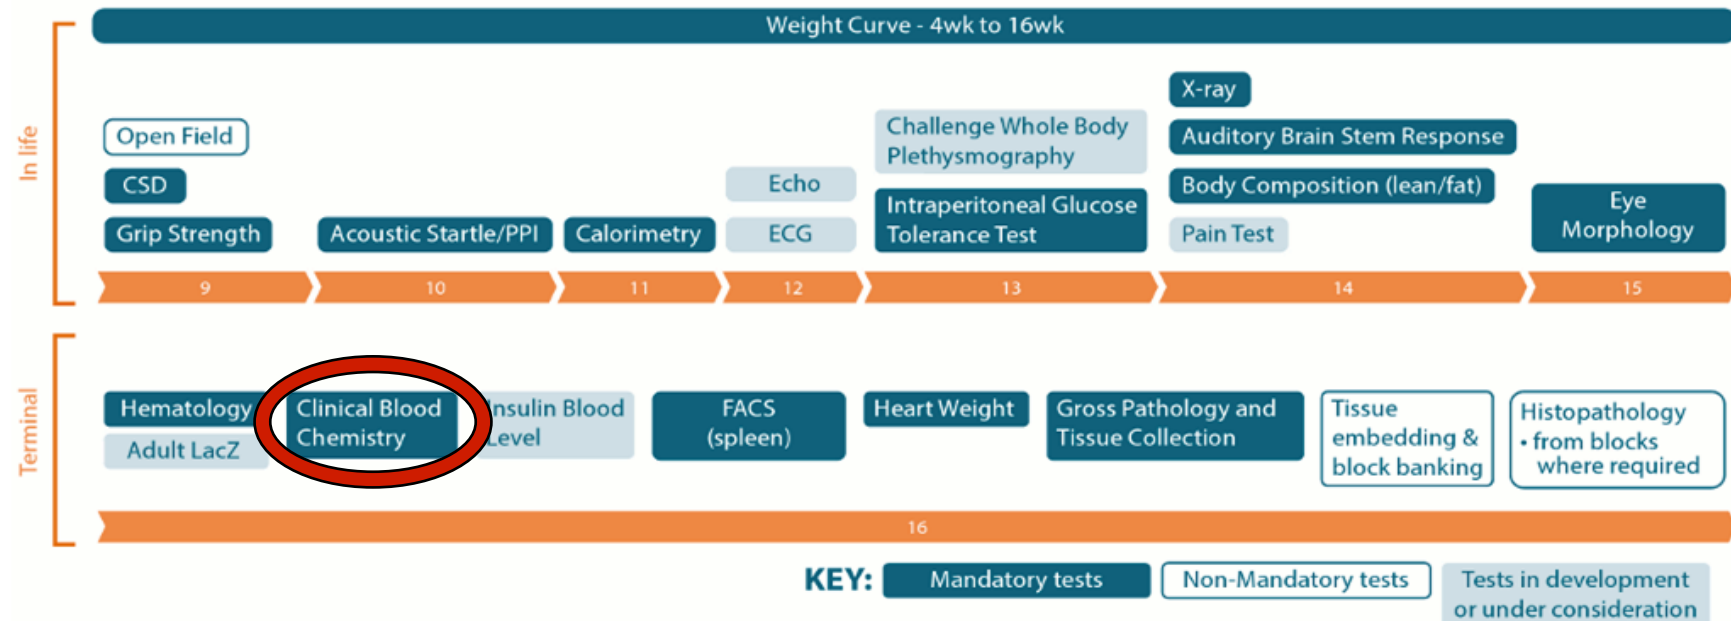 Weight Curve - 4wk to 16wk
In life
Open Field
CSD
Grip Strength
Acoustic Startle/PPI
Calorimetry
Echo
ECG
Challenge Whole Body
Plethysmography
Intraperitoneal Glucose
Tolerance Test
X-ray
Auditory Brain Stem Response
Body Composition (lean/fat)
Pain Test
Eye
Morphology
9
10
11
12
13
14
15
Terminal
Hematology
Adult LacZ
Clinical Blood
Chemistry
Insulin Blood
Level
FACS
(spleen)
Heart Weight
Gross Pathology and
Tissue Collection
Tissue
embedding &
block banking
Histopathology
• from blocks
where required
16
KEY:
Mandatory tests
Non-Mandatory tests
Tests in development
or under consideration